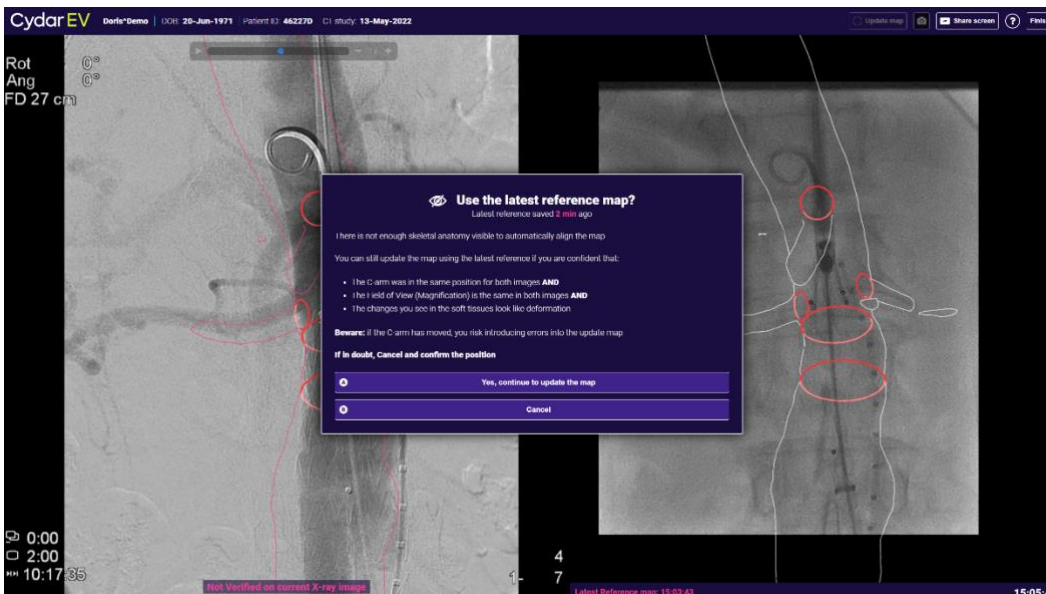 CydarEV Doris^Demo | DOB: 20-Jun-1971 | Patient ID: 46227D CT study: 13-May-2022
Update map
Share screen
?
Rot 0°
Ang 0°
FD 27 cm
Use the latest reference map?
Latest reference saved 2 min ago
There is not enough skeletal anatomy visible to automatically align the map
You can still update the map using the latest reference if you are confident that:
• The C-arm was in the same position for both images AND
• The Field of View (Magnification) is the same in both images AND
• The changes you see in the soft tissues look like deformation
Beware: if the C-arm has moved, you risk introducing errors into the update map
If in doubt, Cancel and confirm the position
A Yes, continue to update the map
B Cancel
0:00
2:00
10:17:35
Not Verified on current X-ray image
4
1- 7
Latest Reference map: 15:03:43
15:05: